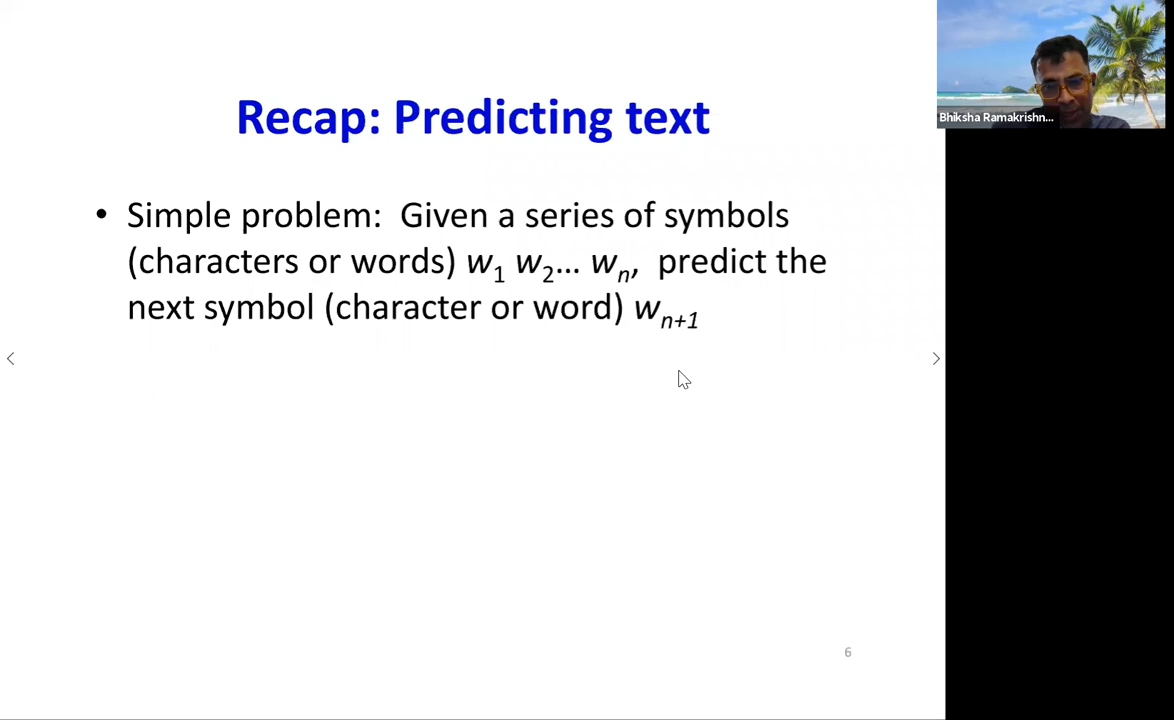 Recap: Predicting text
• Simple problem: Given a series of symbols
(characters or words) w1 w2... wn, predict the
next symbol (character or word) wn+1
6
Bhiksha Ramakrishn...